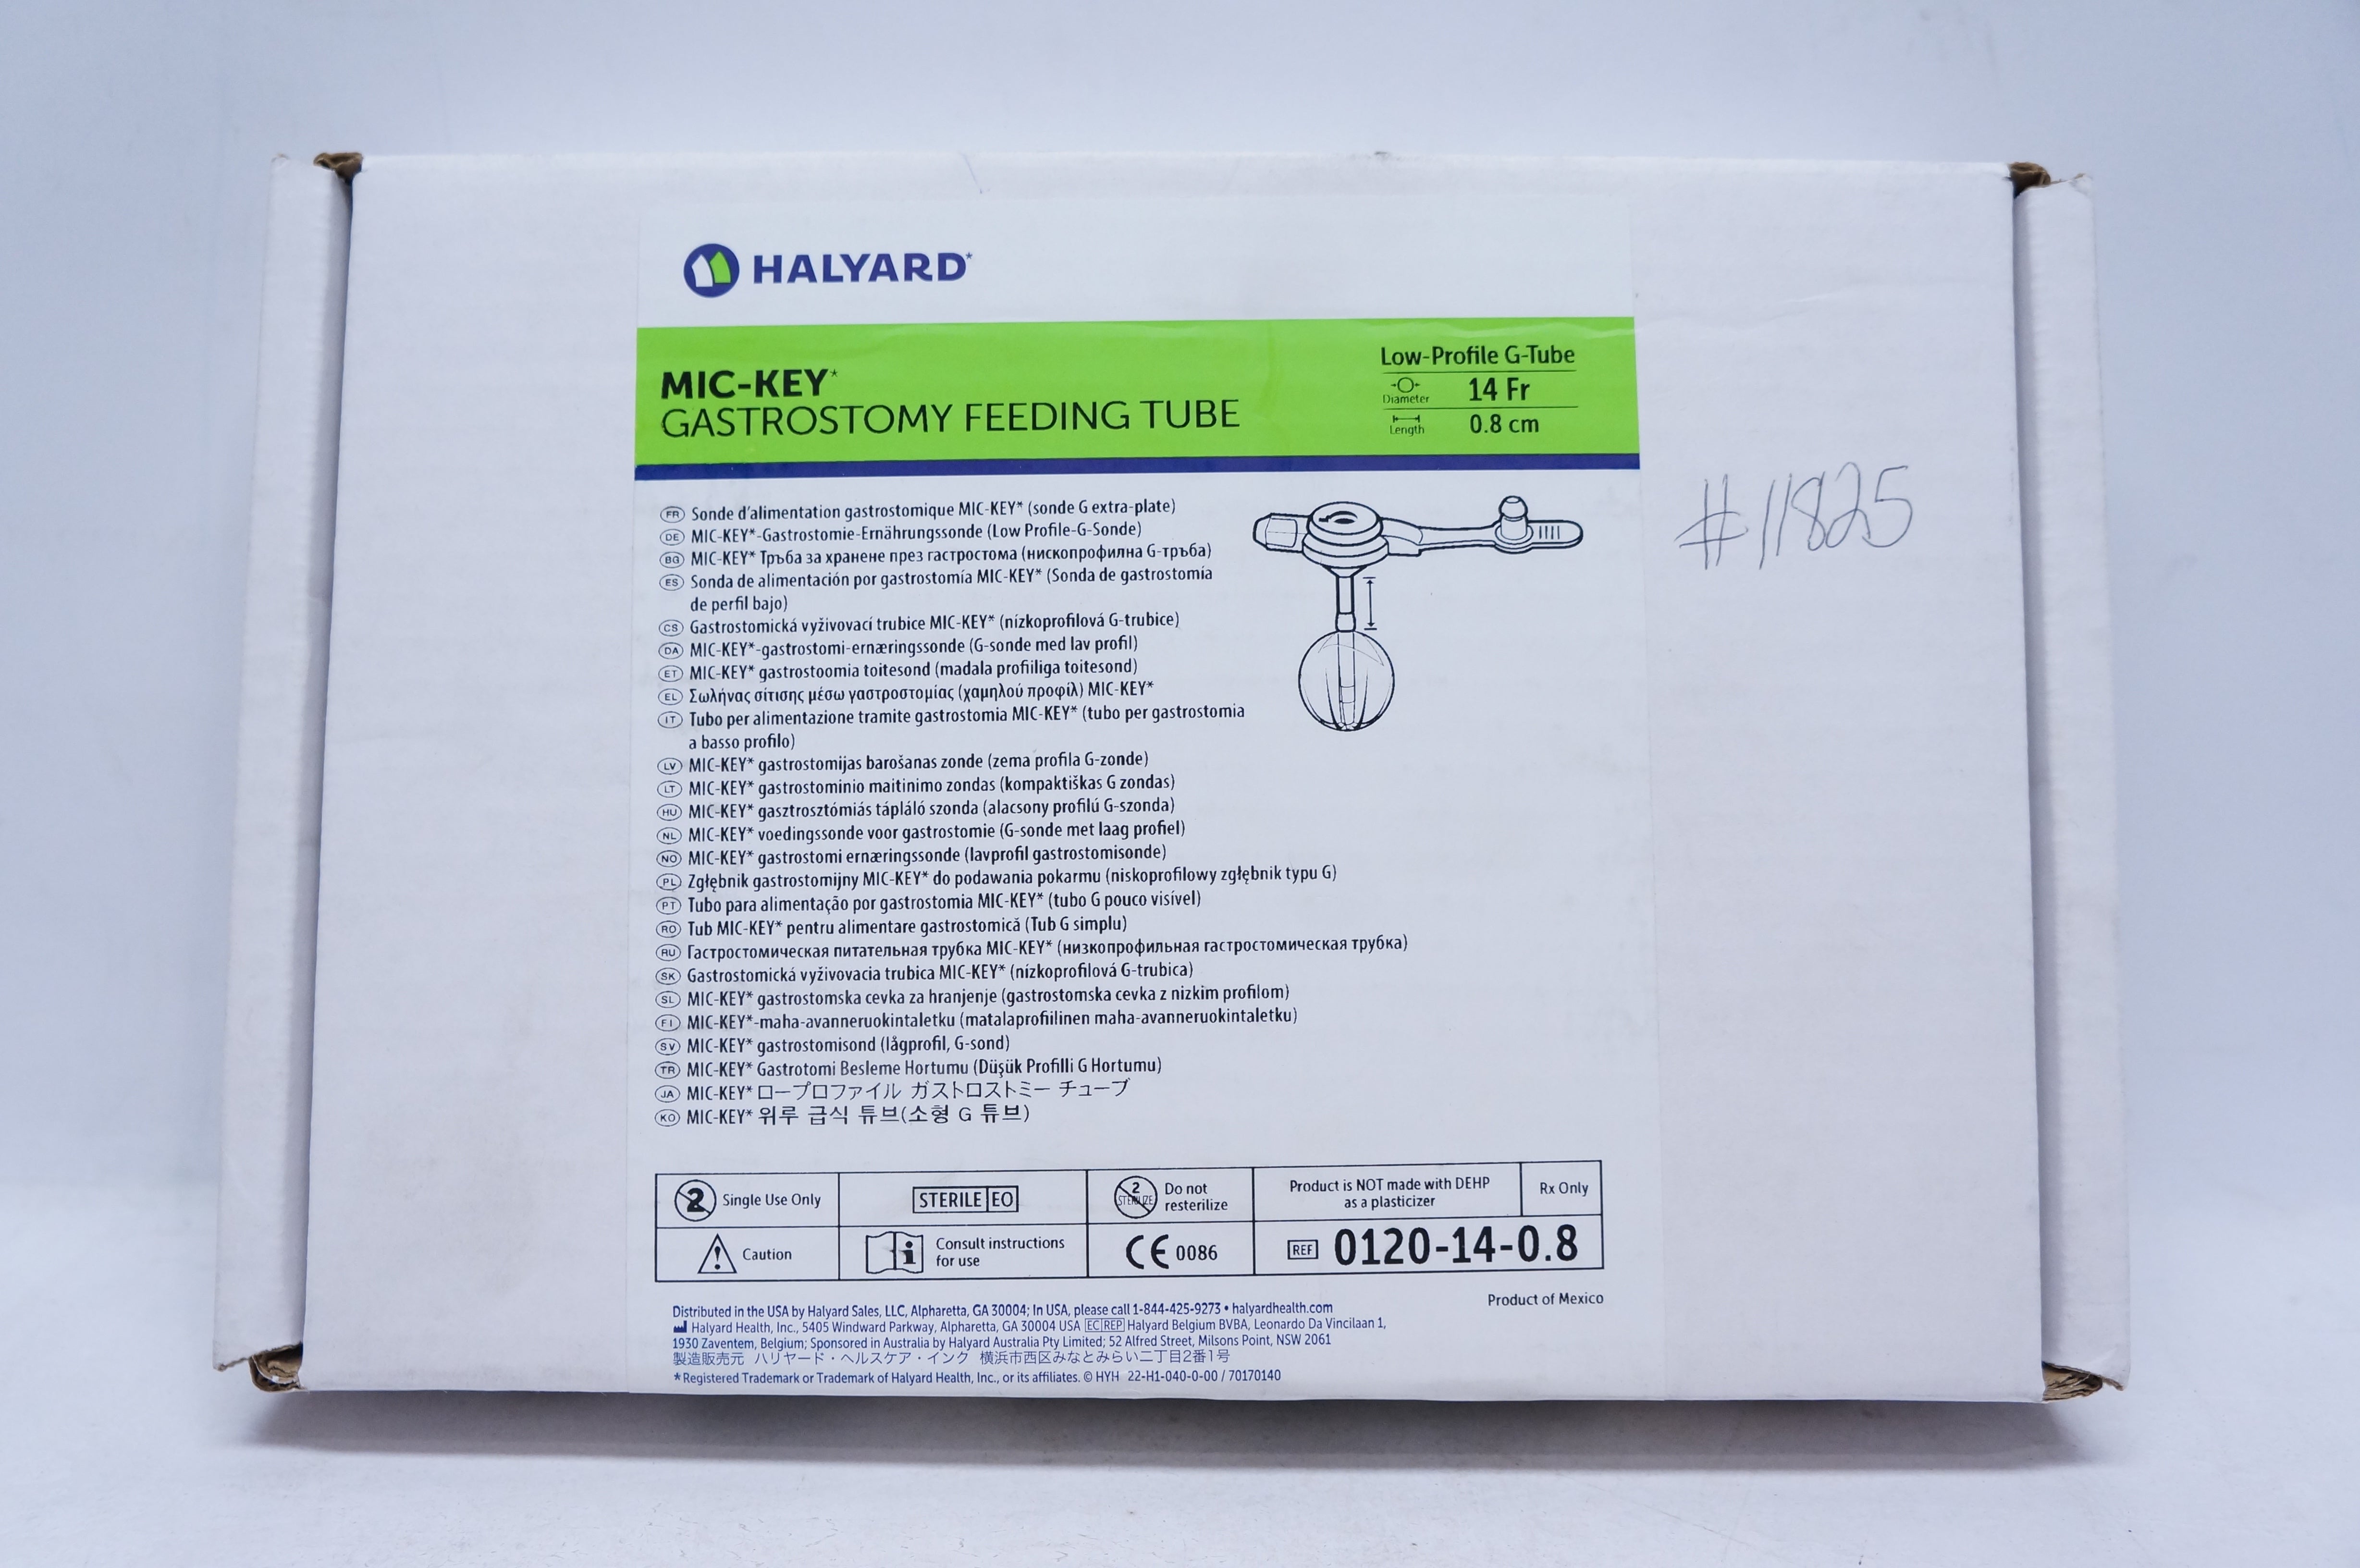 HALYARD*
MIC-KEY*
GASTROSTOMY FEEDING TUBE
Low-Profile G-Tube
Diameter 14 Fr
Length 0.8 cm
#11825
FR Sonde d'alimentation gastrostomique MIC-KEY* (sonde G extra-plate)
DE MIC-KEY*-Gastrostomie-Ernährungssonde (Low Profile-G-Sonde)
BG MIC-KEY* Тръба за хранене през гастростома (нископрофилна G-тръба)
ES Sonda de alimentación por gastrostomía MIC-KEY* (Sonda de gastrostomía
de perfil bajo)
CS Gastrostomická vyživovací trubice MIC-KEY* (nízkoprofilová G-trubice)
DA MIC-KEY*-gastrostomi-ernæringssonde (G-sonde med lav profil)
ET MIC-KEY* gastrostoomia toitesond (madala profiiliga toitesond)
EL Σωλήνας σίτισης μέσω γαστροστομίας (χαμηλού προφίλ) MIC-KEY*
IT Tubo per alimentazione tramite gastrostomia MIC-KEY* (tubo per gastrostomia
a basso profilo)
LV MIC-KEY* gastrostomijas barošanas zonde (zema profila G-zonde)
LT MIC-KEY* gastrostominio maitinimo zondas (kompaktiškas G zondas)
HU MIC-KEY* gasztrosztómiás tápláló szonda (alacsony profilú G-szonda)
NL MIC-KEY* voedingssonde voor gastrostomie (G-sonde met laag profiel)
NO MIC-KEY* gastrostomi ernæringssonde (lavprofil gastrostomisonde)
PL Zgłębnik gastrostomijny MIC-KEY* do podawania pokarmu (niskoprofilowy zgłębnik typu G)
PT Tubo para alimentação por gastrostomia MIC-KEY* (tubo G pouco visível)
RO Tub MIC-KEY* pentru alimentare gastrostomică (Tub G simplu)
RU Гастростомическая питательная трубка MIC-KEY* (низкопрофильная гастростомическая трубка)
SK Gastrostomická vyživovacia trubica MIC-KEY* (nízkoprofilová G-trubica)
SL MIC-KEY* gastrostomska cevka za hranjenje (gastrostomska cevka z nizkim profilom)
FI MIC-KEY*-maha-avanneruokintaletku (matalaprofiilinen maha-avanneruokintaletku)
SV MIC-KEY* gastrostomisond (lågprofil, G-sond)
TR MIC-KEY* Gastrotomi Besleme Hortumu (Düşük Profilli G Hortumu)
JA MIC-KEY* ロープロファイル ガストロストミー チューブ
KO MIC-KEY* 위루 급식 튜브(소형 G 튜브)
2 Single Use Only
STERILE EO
2 STERILIZE Do not
resterilize
Product is NOT made with DEHP
as a plasticizer
Rx Only
Caution
i Consult instructions
for use
CE 0086
REF 0120-14-0.8
Product of Mexico
Distributed in the USA by Halyard Sales, LLC, Alpharetta, GA 30004; In USA, please call 1-844-425-9273 • halyardhealth.com
Halyard Health, Inc., 5405 Windward Parkway, Alpharetta, GA 30004 USA EC REP Halyard Belgium BVBA, Leonardo Da Vincilaan 1,
1930 Zaventem, Belgium; Sponsored in Australia by Halyard Australia Pty Limited; 52 Alfred Street, Milsons Point, NSW 2061
製造販売元 ハリヤード・ヘルスケア・インク 横浜市西区みなとみらい二丁目2番1号
*Registered Trademark or Trademark of Halyard Health, Inc., or its affiliates. © HYH 22-H1-040-0-00 / 70170140